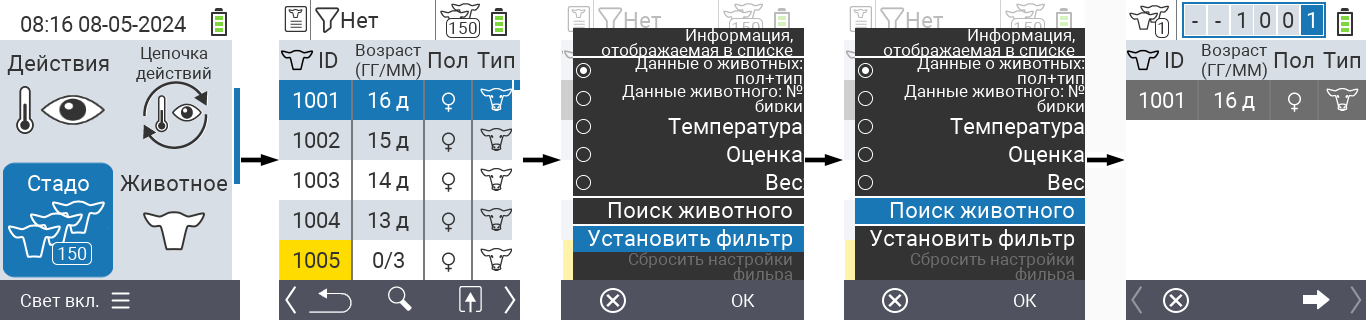 08:16 08-05-2024
Действия
Цепочка
действий
Стадо
150
Животное
Свет вкл.
Нет
150
ID
Возраст
(ГГ/ММ)
Пол
Тип
1001
16 д
1002
15 д
1003
14 д
1004
13 д
1005
0/3
Нет
150
Информация,
отображаемая в списке
Данные о животных:
пол+тип
Данные животного: №
бирки
Температура
Оценка
Вес
Поиск животного
Установить фильтр
Сбросить настройки
фильра
OK
Нет
150
Информация,
отображаемая в списке
Данные о животных:
пол+тип
Данные животного: №
бирки
Температура
Оценка
Вес
Поиск животного
Установить фильтр
Сбросить настройки
фильра
OK
1
--1001
ID
Возраст
(ГГ/ММ)
Пол
Тип
1001
16 д